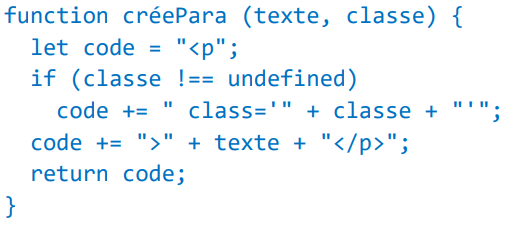 function créePara (texte, classe) {
  let code = "<p";
  if (classe !== undefined)
    code += " class='" + classe + "'";
  code += ">" + texte + "</p>";
  return code;
}